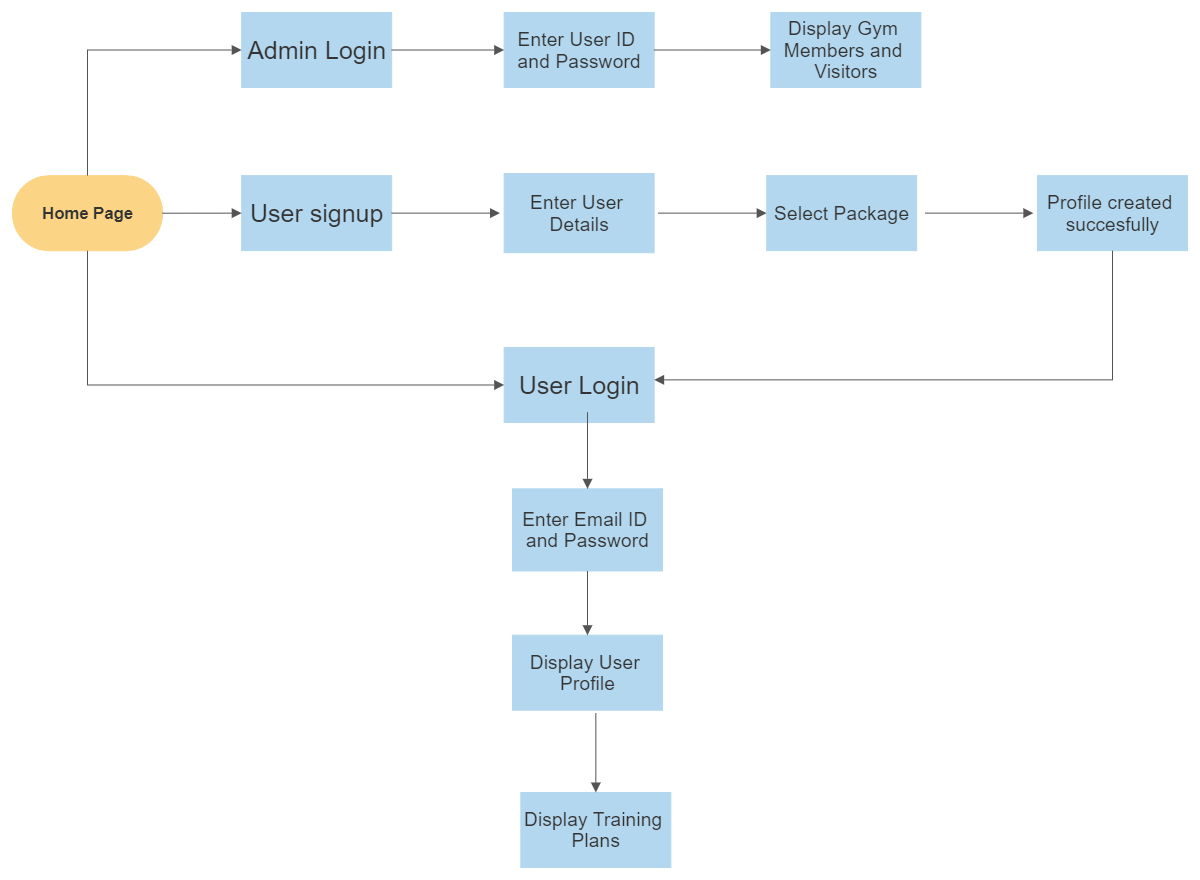 Admin Login
Enter User ID
and Password
Display Gym
Members and
Visitors
Home Page
User signup
Enter User
Details
Select Package
Profile created
succesfully
User Login
Enter Email ID
and Password
Display User
Profile
Display Training
Plans